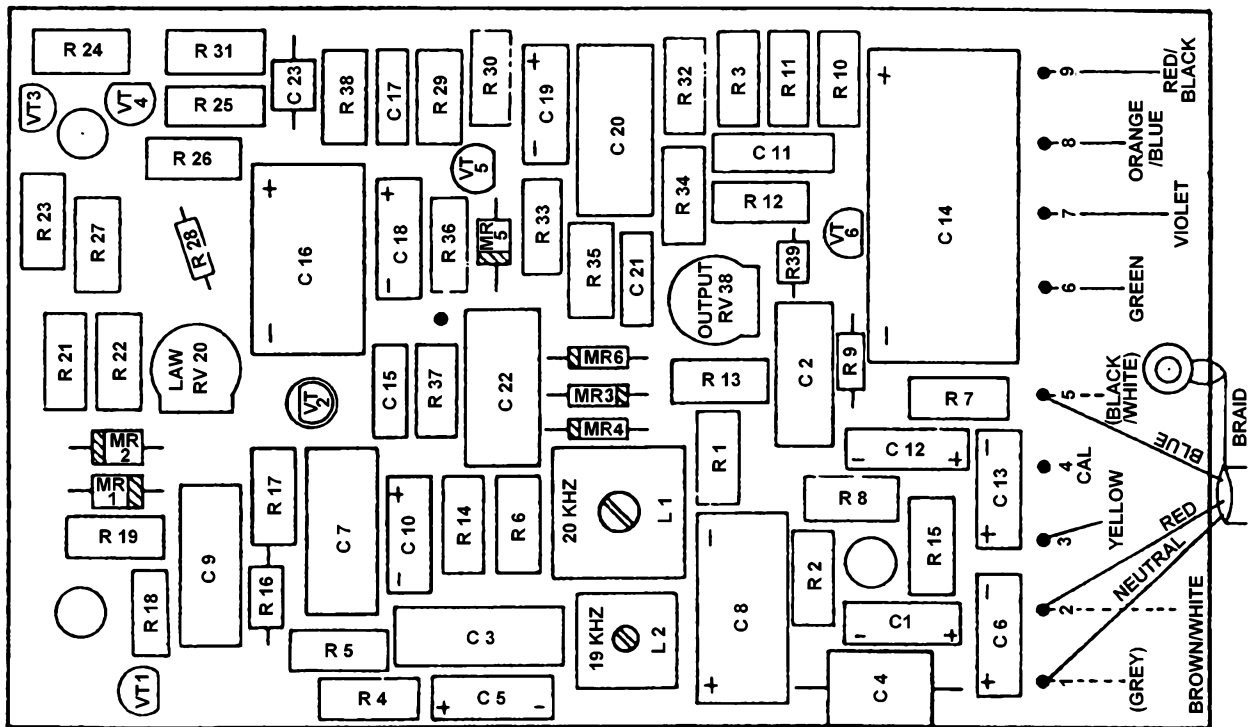 R 24
R 31
C 23
R 38
C 17
R 29
R 30
+
C 19
-
C 20
R 32
R 3
R 11
R 10
+
C 14
-
9
RED/
BLACK
VT3
VT
4
R 25
R 26
VT
5
C 11
8
ORANGE
/BLUE
R 23
R 27
R 28
+
C 16
-
+
C 18
-
R 36
MR
5
R 33
R 35
C 21
R 34
R 12
R39
VT
6
7
VIOLET
OUTPUT
RV 38
6
GREEN
R 21
R 22
LAW
RV 20
VT
2
C 15
R 37
C 22
MR6
MR3
MR4
R 13
C 2
R 9
R 7
5
(BLACK
/WHITE)
BLUE
BRAID
MR
2
MR
1
R 19
C 9
R 17
R 16
C 7
+
C 10
-
R 14
R 6
20 KHZ
L1
R 1
- C 12 +
R 8
R 15
-
C 13
+
4
CAL
3
YELLOW
RED
NEUTRAL
R 18
VT1
R 5
R 4
C 3
+ C 5 -
19 KHZ
L2
-
C 8
+
R 2
- C1 +
C 4
-
C 6
+
2
BROWN/WHITE
1
(GREY)